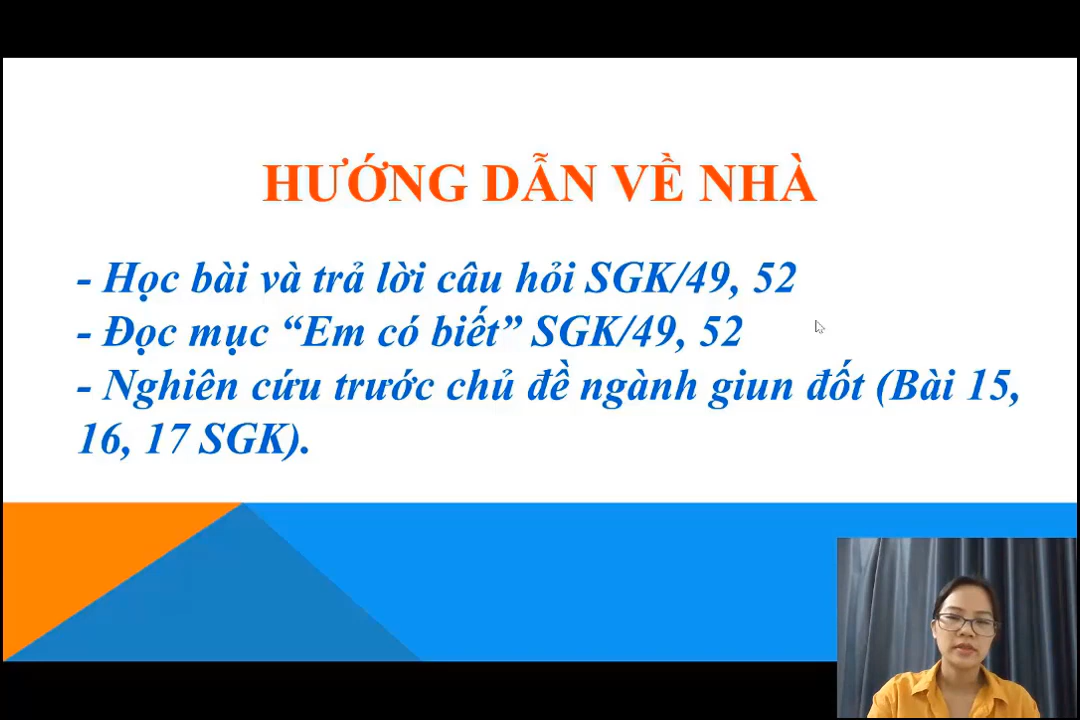 HƯỚNG DẪN VỀ NHÀ
- Học bài và trả lời câu hỏi SGK/49, 52
- Đọc mục “Em có biết” SGK/49, 52
- Nghiên cứu trước chủ đề ngành giun đốt (Bài 15,
16, 17 SGK).